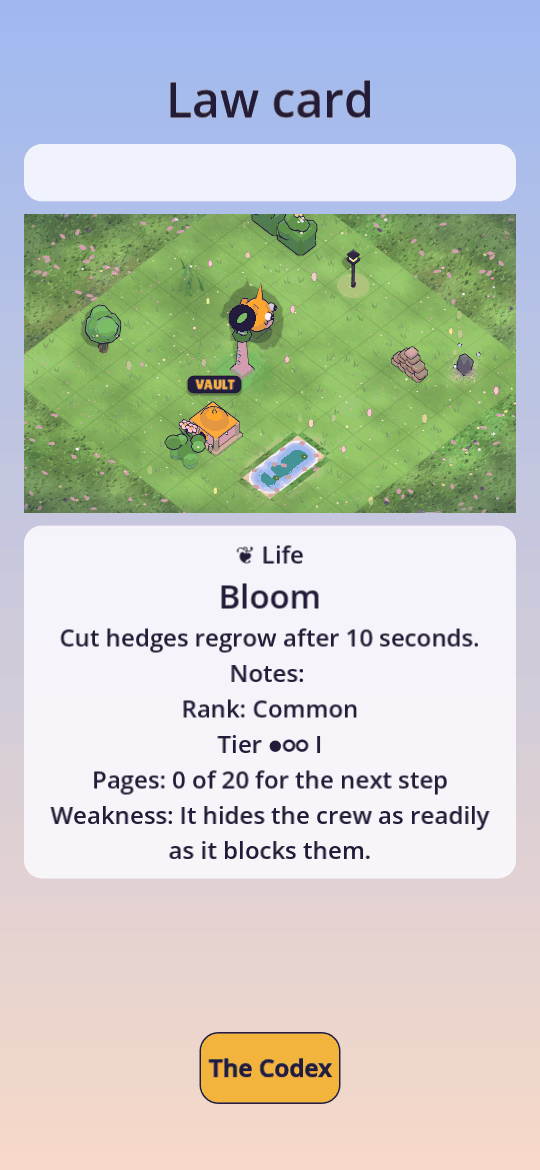 Law card
VAULT
❦ Life
Bloom
Cut hedges regrow after 10 seconds.
Notes:
Rank: Common
Tier ●○○ I
Pages: 0 of 20 for the next step
Weakness: It hides the crew as readily
as it blocks them.
The Codex